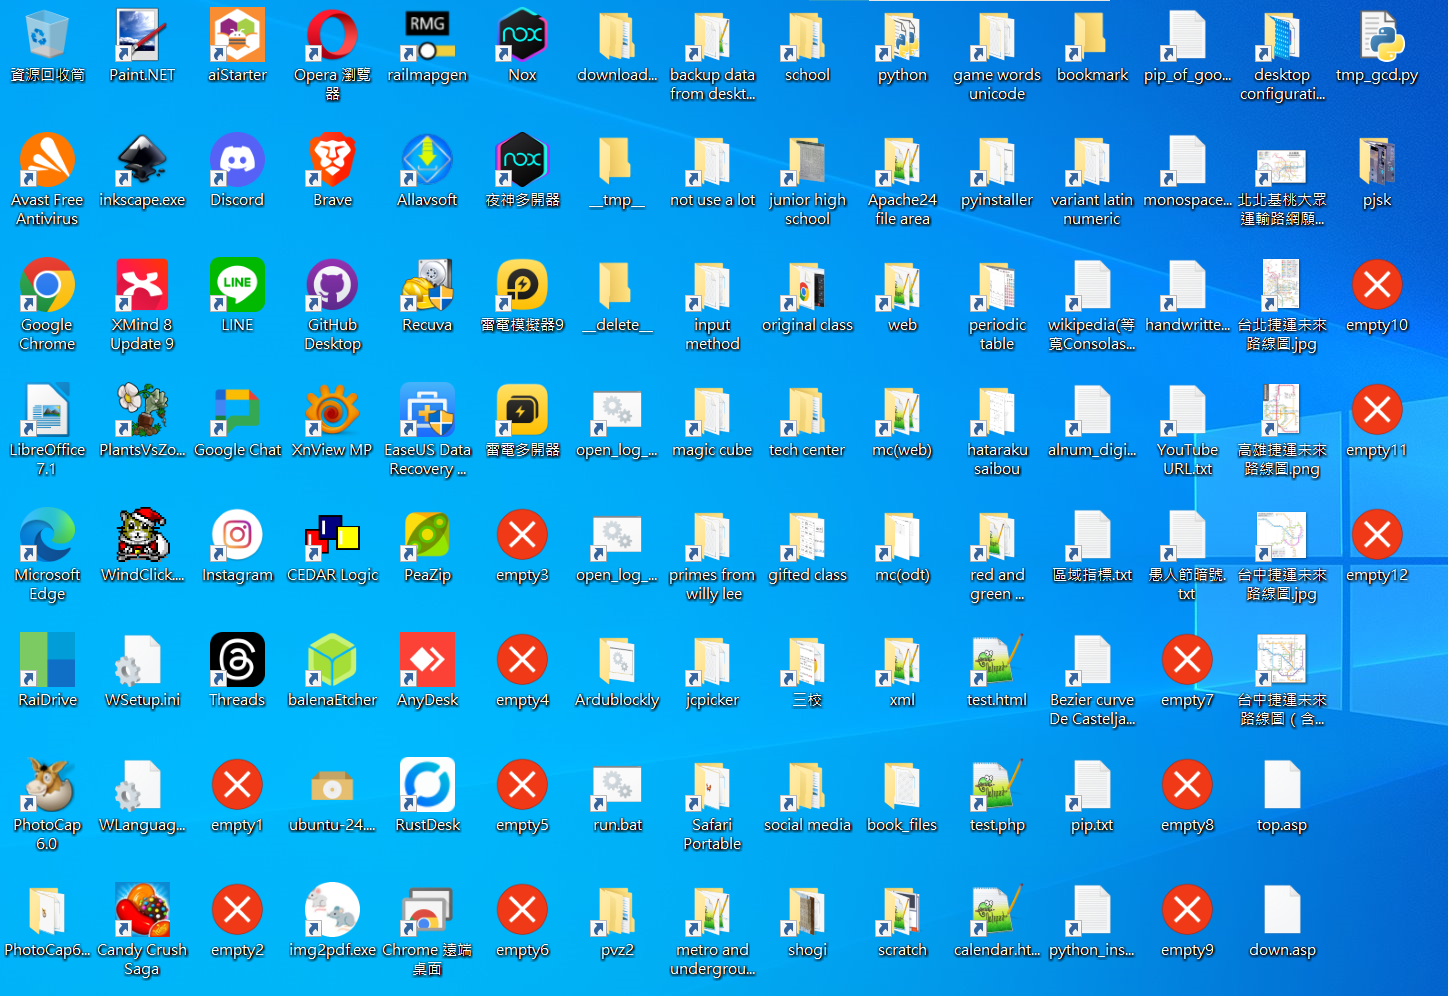 資源回收筒
Paint.NET
aiStarter
Opera 瀏覽
器
RMG
railmapgen
nox
Nox
download...
backup data
from deskt...
school
python
game words
unicode
bookmark
pip_of_goo...
desktop
configurati...
tmp_gcd.py
Avast Free
Antivirus
inkscape.exe
Discord
Brave
Allavsoft
nox
夜神多開器
__tmp__
not use a lot
junior high
school
Apache24
file area
pyinstaller
variant latin
numeric
monospace...
北北基桃大眾
運輸路網願...
pjsk
Google
Chrome
XMind 8
Update 9
LINE
LINE
GitHub
Desktop
Recuva
雷電模擬器9
__delete__
input
method
original class
web
periodic
table
wikipedia(等
寬Consolas...
handwritte...
台北捷運未來
路線圖.jpg
empty10
LibreOffice
7.1
PlantsVsZo...
Google Chat
XnView MP
EaseUS Data
Recovery ...
雷電多開器
open_log_...
magic cube
tech center
mc(web)
hataraku
saibou
alnum_digi...
YouTube
URL.txt
高雄捷運未來
路線圖.png
empty11
Microsoft
Edge
WindClick....
Instagram
CEDAR Logic
PeaZip
empty3
open_log_...
primes from
willy lee
gifted class
mc(odt)
red and
green ...
區域指標.txt
愚人節暗號.
txt
台中捷運未來
路線圖.jpg
empty12
RaiDrive
WSetup.ini
Threads
balenaEtcher
AnyDesk
empty4
Ardublockly
jcpicker
三校
xml
test.html
Bezier curve
De Castelja...
empty7
台中捷運未來
路線圖（含...
PhotoCap
6.0
WLanguag...
empty1
ubuntu-24....
RustDesk
empty5
run.bat
Safari
Portable
social media
book_files
test.php
pip.txt
empty8
top.asp
PhotoCap6...
Candy Crush
Saga
empty2
img2pdf.exe
Chrome 遠端
桌面
empty6
pvz2
metro and
undergrou...
shogi
scratch
calendar.ht...
python_ins...
empty9
down.asp